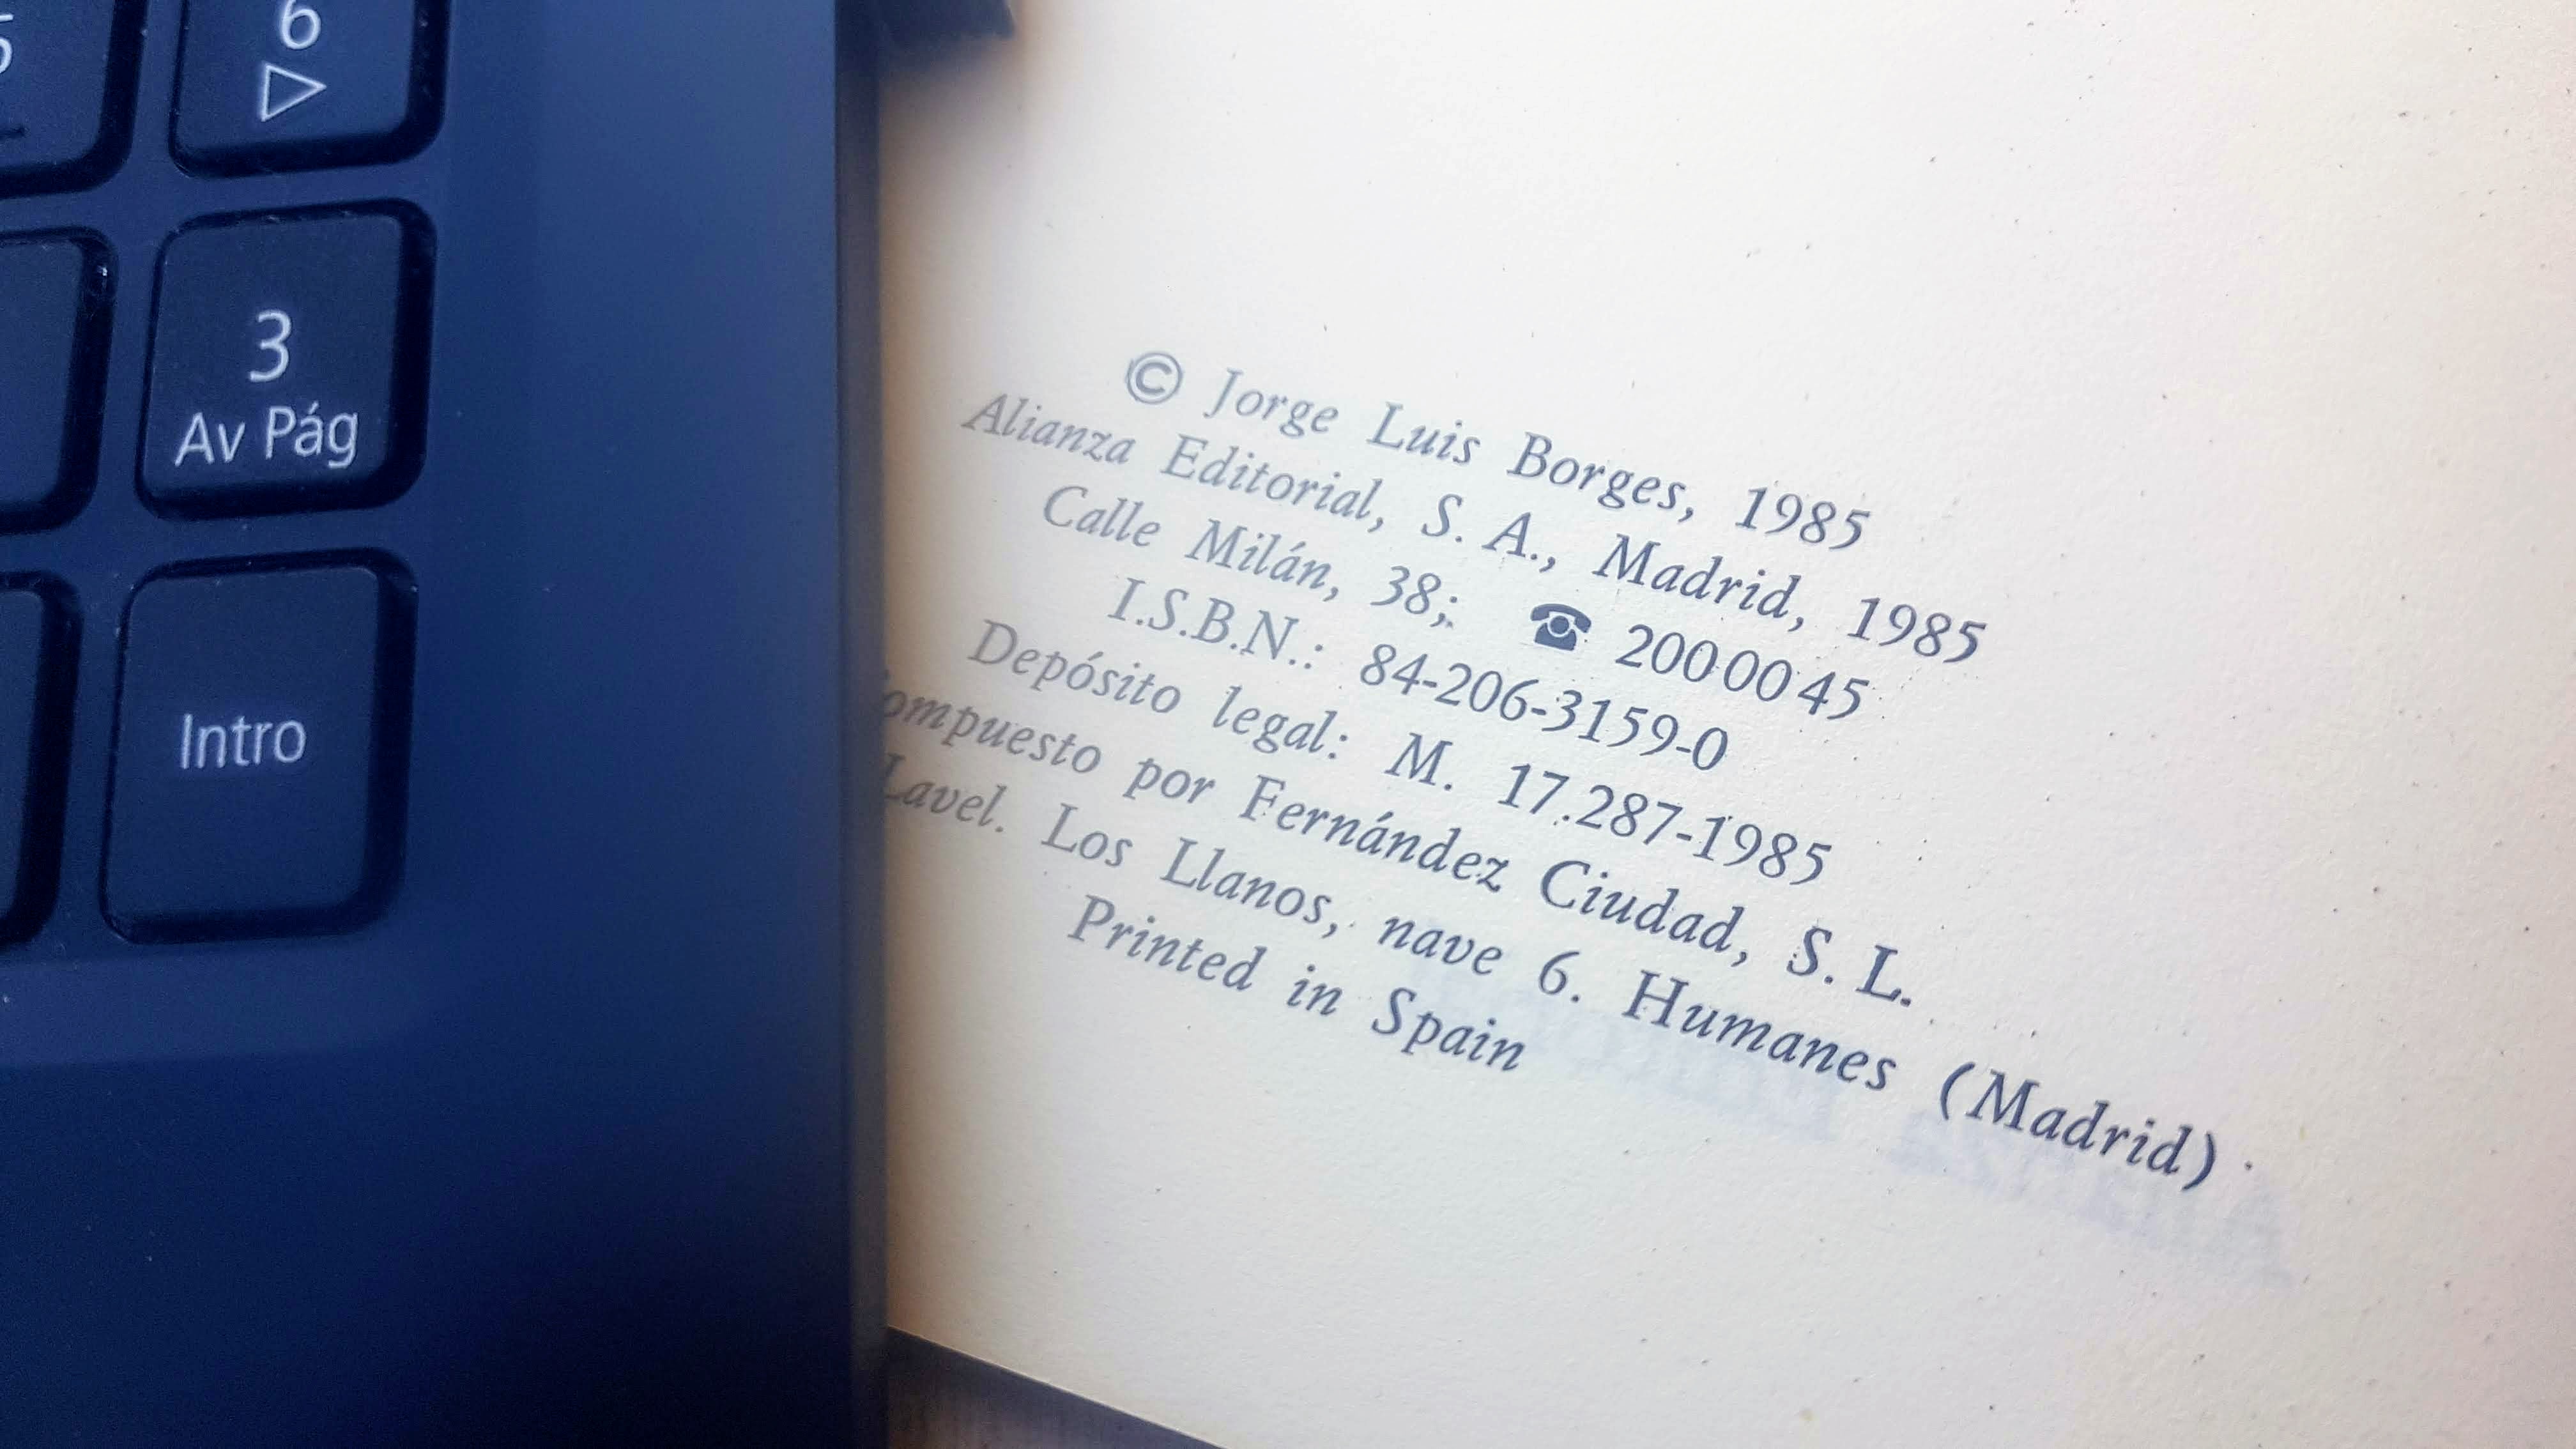 6
3
Av Pág
Intro
© Jorge Luis Borges, 1985
Alianza Editorial, S. A., Madrid, 1985
Calle Milán, 38; ☎ 200 00 45
I.S.B.N.: 84-206-3159-0
Depósito legal: M. 17.287-1985
ompuesto por Fernández Ciudad, S. L.
Lavel. Los Llanos, nave 6. Humanes (Madrid)
Printed in Spain